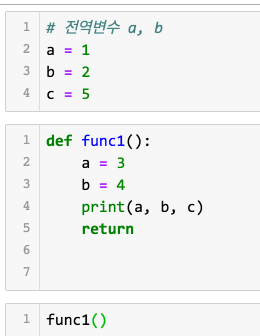 1 # 전역변수 a, b
2 a = 1
3 b = 2
4 c = 5
1 def func1():
2     a = 3
3     b = 4
4     print(a, b, c)
5     return
6
7
1 func1()